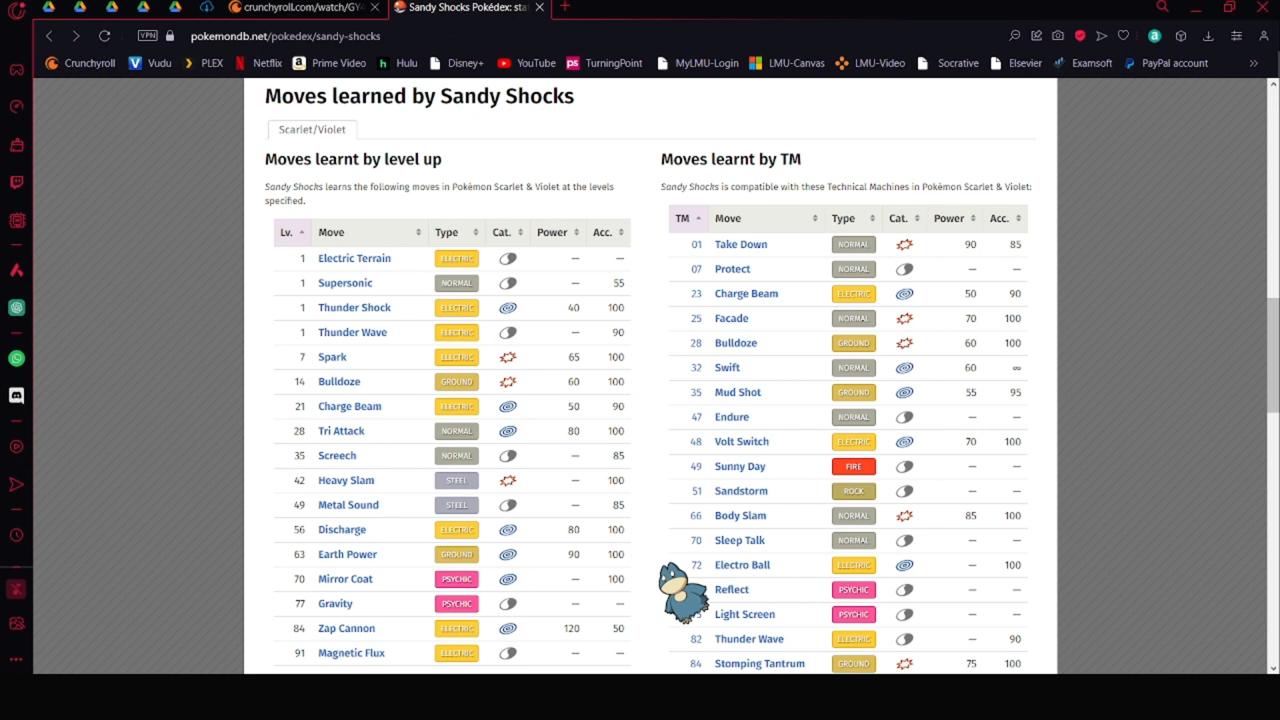 crunchyroll.com/watch/GY
Sandy Shocks Pokédex: sta
VPN pokemondb.net/pokedex/sandy-shocks
Crunchyroll Vudu PLEX Netflix Prime Video Hulu Disney+ YouTube TurningPoint MyLMU-Login LMU-Canvas LMU-Video Socrative Elsevier Examsoft PayPal account
Moves learned by Sandy Shocks
Scarlet/Violet
Moves learnt by level up
Sandy Shocks learns the following moves in Pokémon Scarlet & Violet at the levels
specified.
Lv. Move Type Cat. Power Acc.
1 Electric Terrain ELECTRIC — —
1 Supersonic NORMAL — 55
1 Thunder Shock ELECTRIC 40 100
1 Thunder Wave ELECTRIC — 90
7 Spark ELECTRIC 65 100
14 Bulldoze GROUND 60 100
21 Charge Beam ELECTRIC 50 90
28 Tri Attack NORMAL 80 100
35 Screech NORMAL — 85
42 Heavy Slam STEEL — 100
49 Metal Sound STEEL — 85
56 Discharge ELECTRIC 80 100
63 Earth Power GROUND 90 100
70 Mirror Coat PSYCHIC — 100
77 Gravity PSYCHIC — —
84 Zap Cannon ELECTRIC 120 50
91 Magnetic Flux ELECTRIC — —
Moves learnt by TM
Sandy Shocks is compatible with these Technical Machines in Pokémon Scarlet & Violet:
TM Move Type Cat. Power Acc.
01 Take Down NORMAL 90 85
07 Protect NORMAL — —
23 Charge Beam ELECTRIC 50 90
25 Facade NORMAL 70 100
28 Bulldoze GROUND 60 100
32 Swift NORMAL 60 ∞
35 Mud Shot GROUND 55 95
47 Endure NORMAL — —
48 Volt Switch ELECTRIC 70 100
49 Sunny Day FIRE — —
51 Sandstorm ROCK — —
66 Body Slam NORMAL 85 100
70 Sleep Talk NORMAL — —
72 Electro Ball ELECTRIC — 100
Reflect PSYCHIC — —
Light Screen PSYCHIC — —
82 Thunder Wave ELECTRIC — 90
84 Stomping Tantrum GROUND 75 100